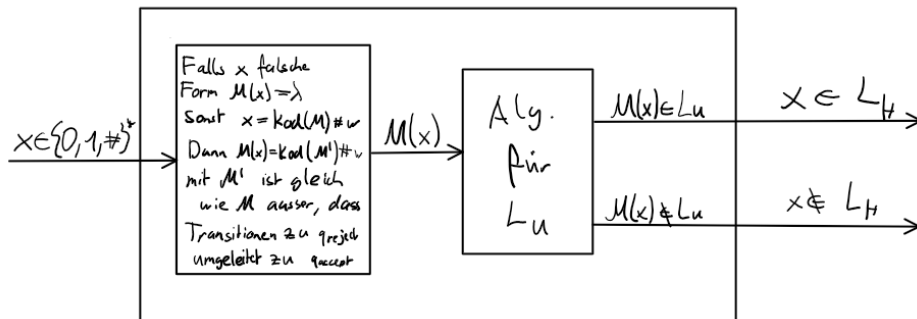 x∈{0,1,#}*
Falls x falsche
Form M(x)=λ
Sonst x=Kod(M)#w
Dann M(x)=Kod(M')#w
mit M' ist gleich
wie M ausser, dass
Transitionen zu qreject
umgeleitet zu qaccept
M(x)
Alg.
für
Lu
M(x)∈Lu
M(x)∉Lu
x∈ LH
x∉ LH